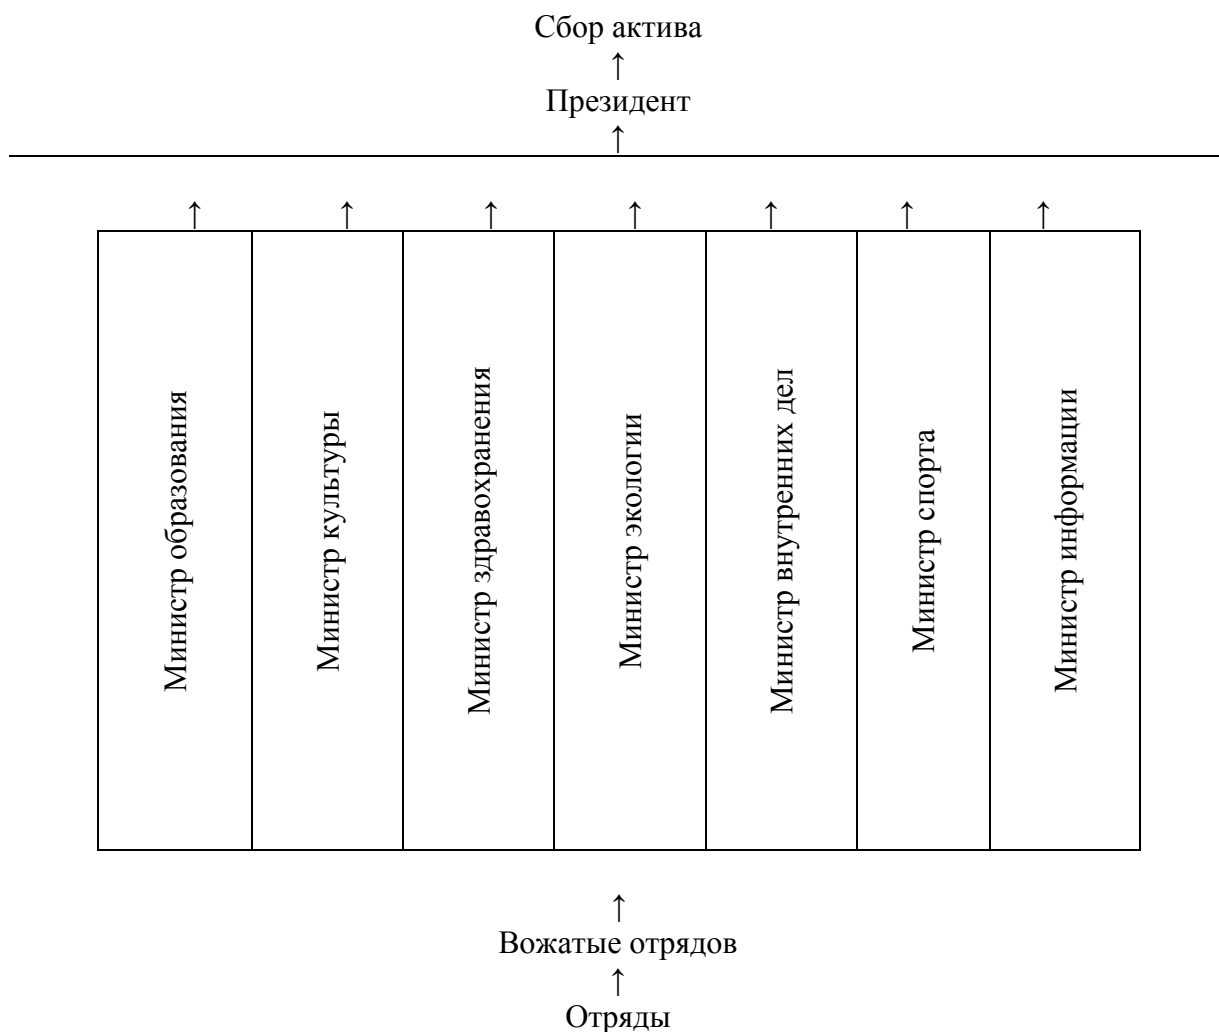 Сбор актива
↑
Президент
↑
↑ ↑ ↑ ↑ ↑ ↑ ↑
Министр образования
Министр культуры
Министр здравохранения
Министр экологии
Министр внутренних дел
Министр спорта
Министр информации
↑
Вожатые отрядов
↑
Отряды